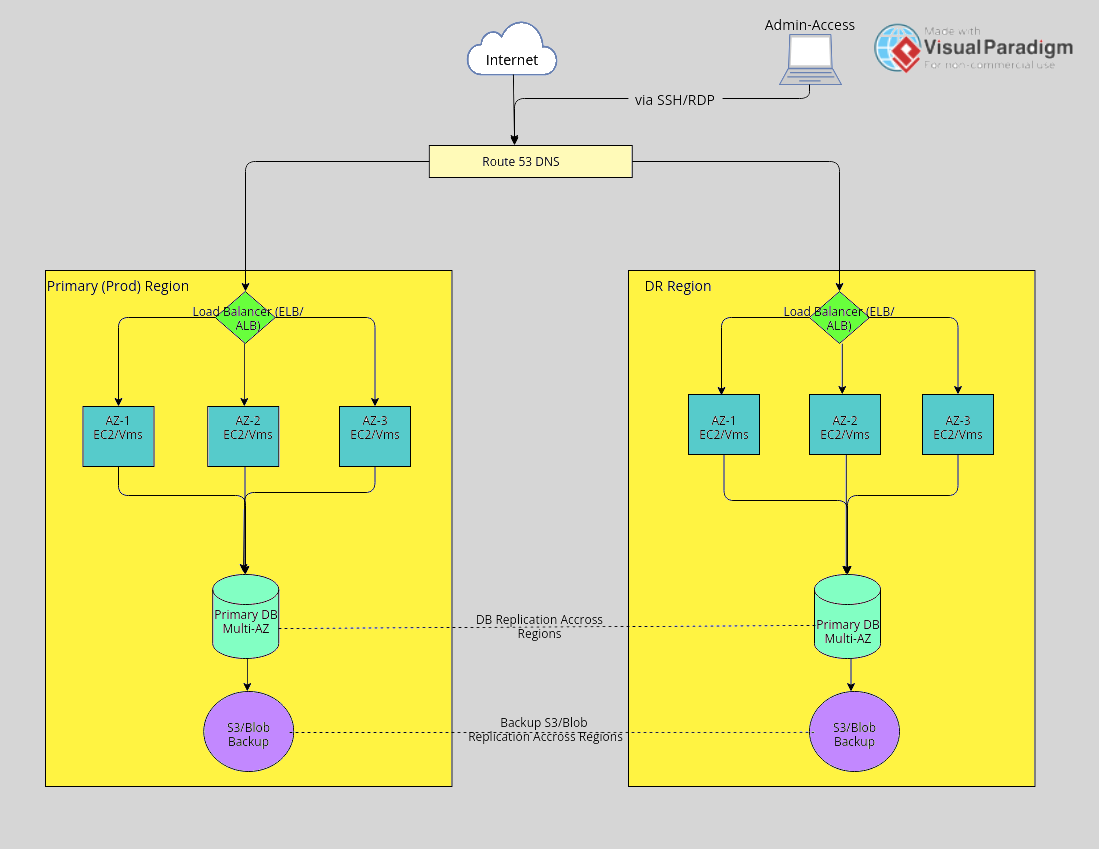 Admin-Access
Made with
Visual Paradigm
For non-commercial use
Internet
via SSH/RDP
Route 53 DNS
Primary (Prod) Region
Load Balancer (ELB/
ALB)
AZ-1
EC2/Vms
AZ-2
EC2/Vms
AZ-3
EC2/Vms
Primary DB
Multi-AZ
S3/Blob
Backup
DB Replication Accross
Regions
Backup S3/Blob
Replication Accross Regions
DR Region
Load Balancer (ELB/
ALB)
AZ-1
EC2/Vms
AZ-2
EC2/Vms
AZ-3
EC2/Vms
Primary DB
Multi-AZ
S3/Blob
Backup